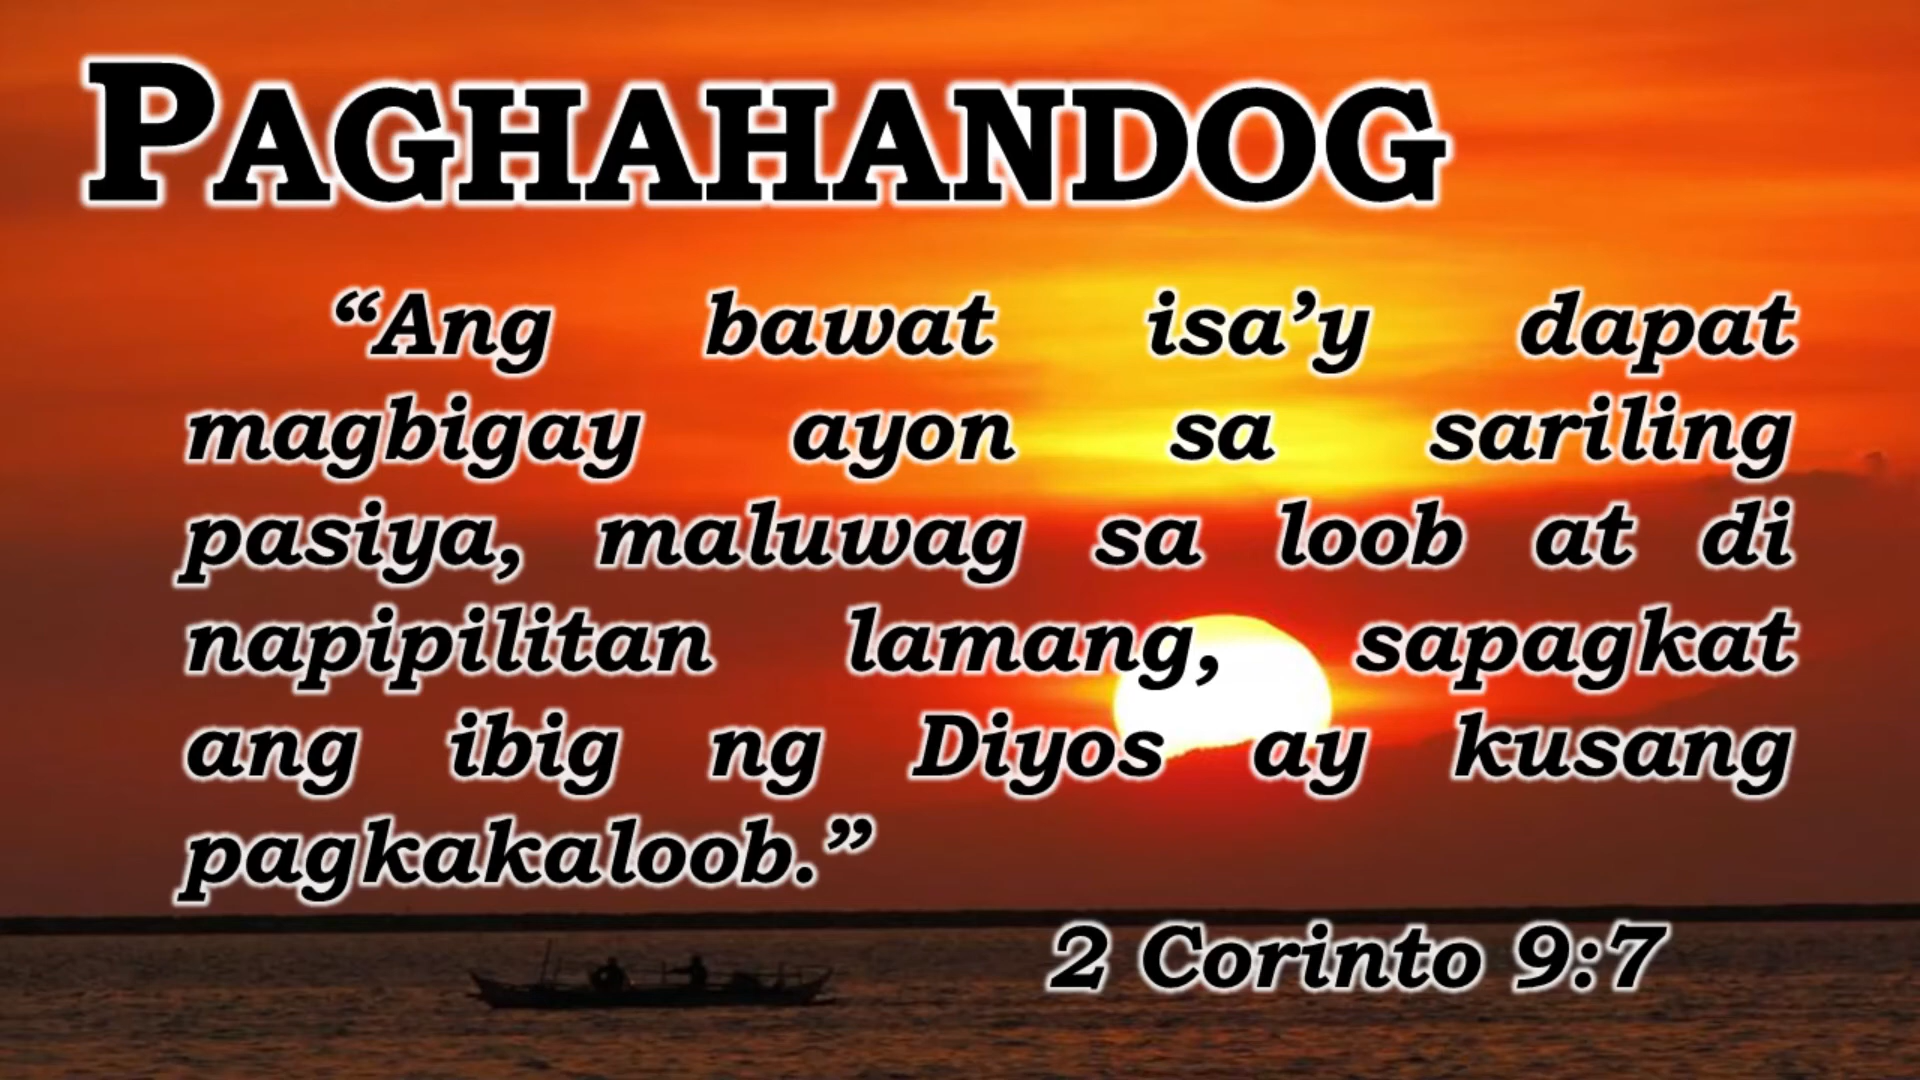 PAGHAHANDOG
“Ang bawat isa’y dapat
magbigay ayon sa sariling
pasiya, maluwag sa loob at di
napipilitan lamang, sapagkat
ang ibig ng Diyos ay kusang
pagkakaloob.”
2 Corinto 9:7